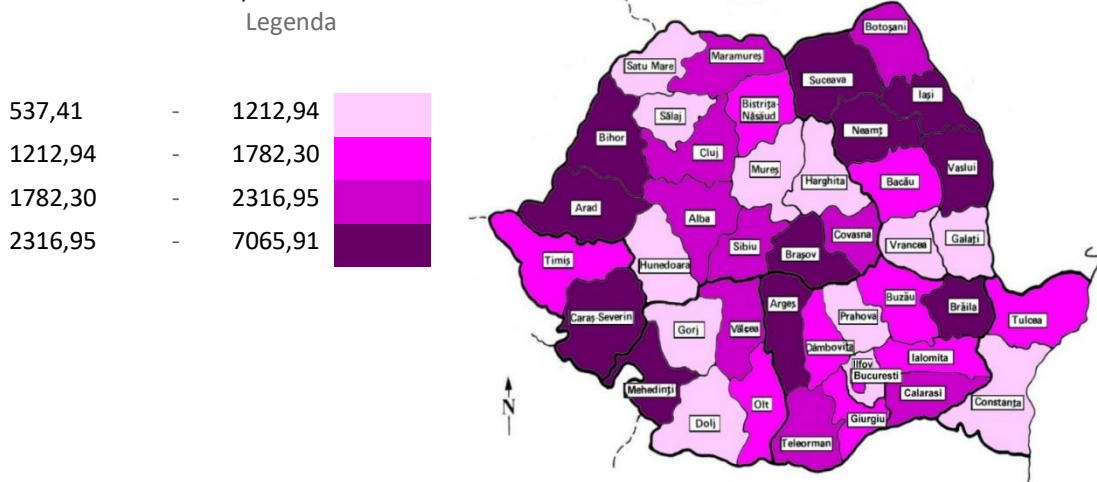 Legenda
537,41 - 1212,94
1212,94 - 1782,30
1782,30 - 2316,95
2316,95 - 7065,91
Botoșani
Maramureș
Satu Mare
Suceava
Iași
Bistrița-
Năsăud
Sălaj
Neamț
Bihor
Cluj
Vaslui
Mureș
Harghita
Bacău
Arad
Alba
Covasna
Sibiu
Brașov
Vrancea
Galați
Timiș
Hunedoara
Buzău
Argeș
Brăila
Caraș-Severin
Prahova
Tulcea
Gorj
Vâlcea
Dâmbovița
Ialomita
Ilfov
Bucuresti
Mehedinți
Calarasi
Constanța
Olt
Giurgiu
Dolj
Teleorman
N